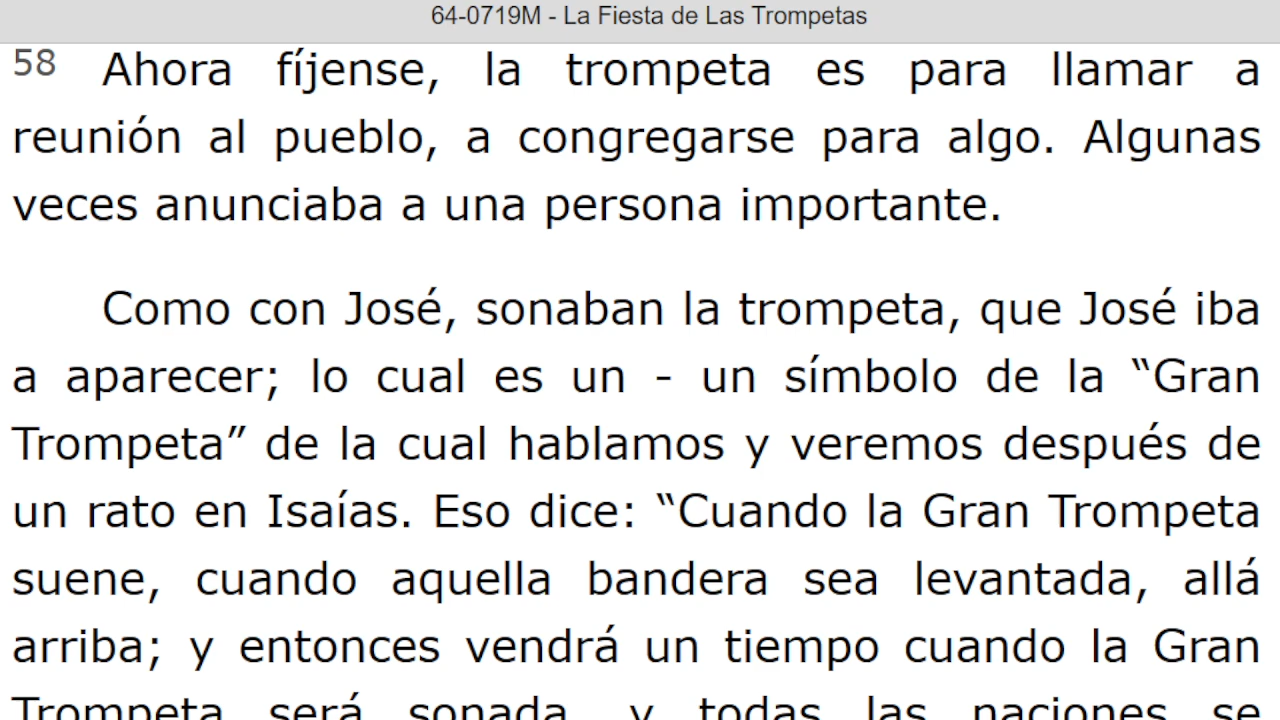 64-0719M - La Fiesta de Las Trompetas
58 Ahora fíjense, la trompeta es para llamar a
reunión al pueblo, a congregarse para algo. Algunas
veces anunciaba a una persona importante.
Como con José, sonaban la trompeta, que José iba
a aparecer; lo cual es un - un símbolo de la “Gran
Trompeta” de la cual hablamos y veremos después de
un rato en Isaías. Eso dice: “Cuando la Gran Trompeta
suene, cuando aquella bandera sea levantada, allá
arriba; y entonces vendrá un tiempo cuando la Gran
Trompeta será sonada, y todas las naciones se